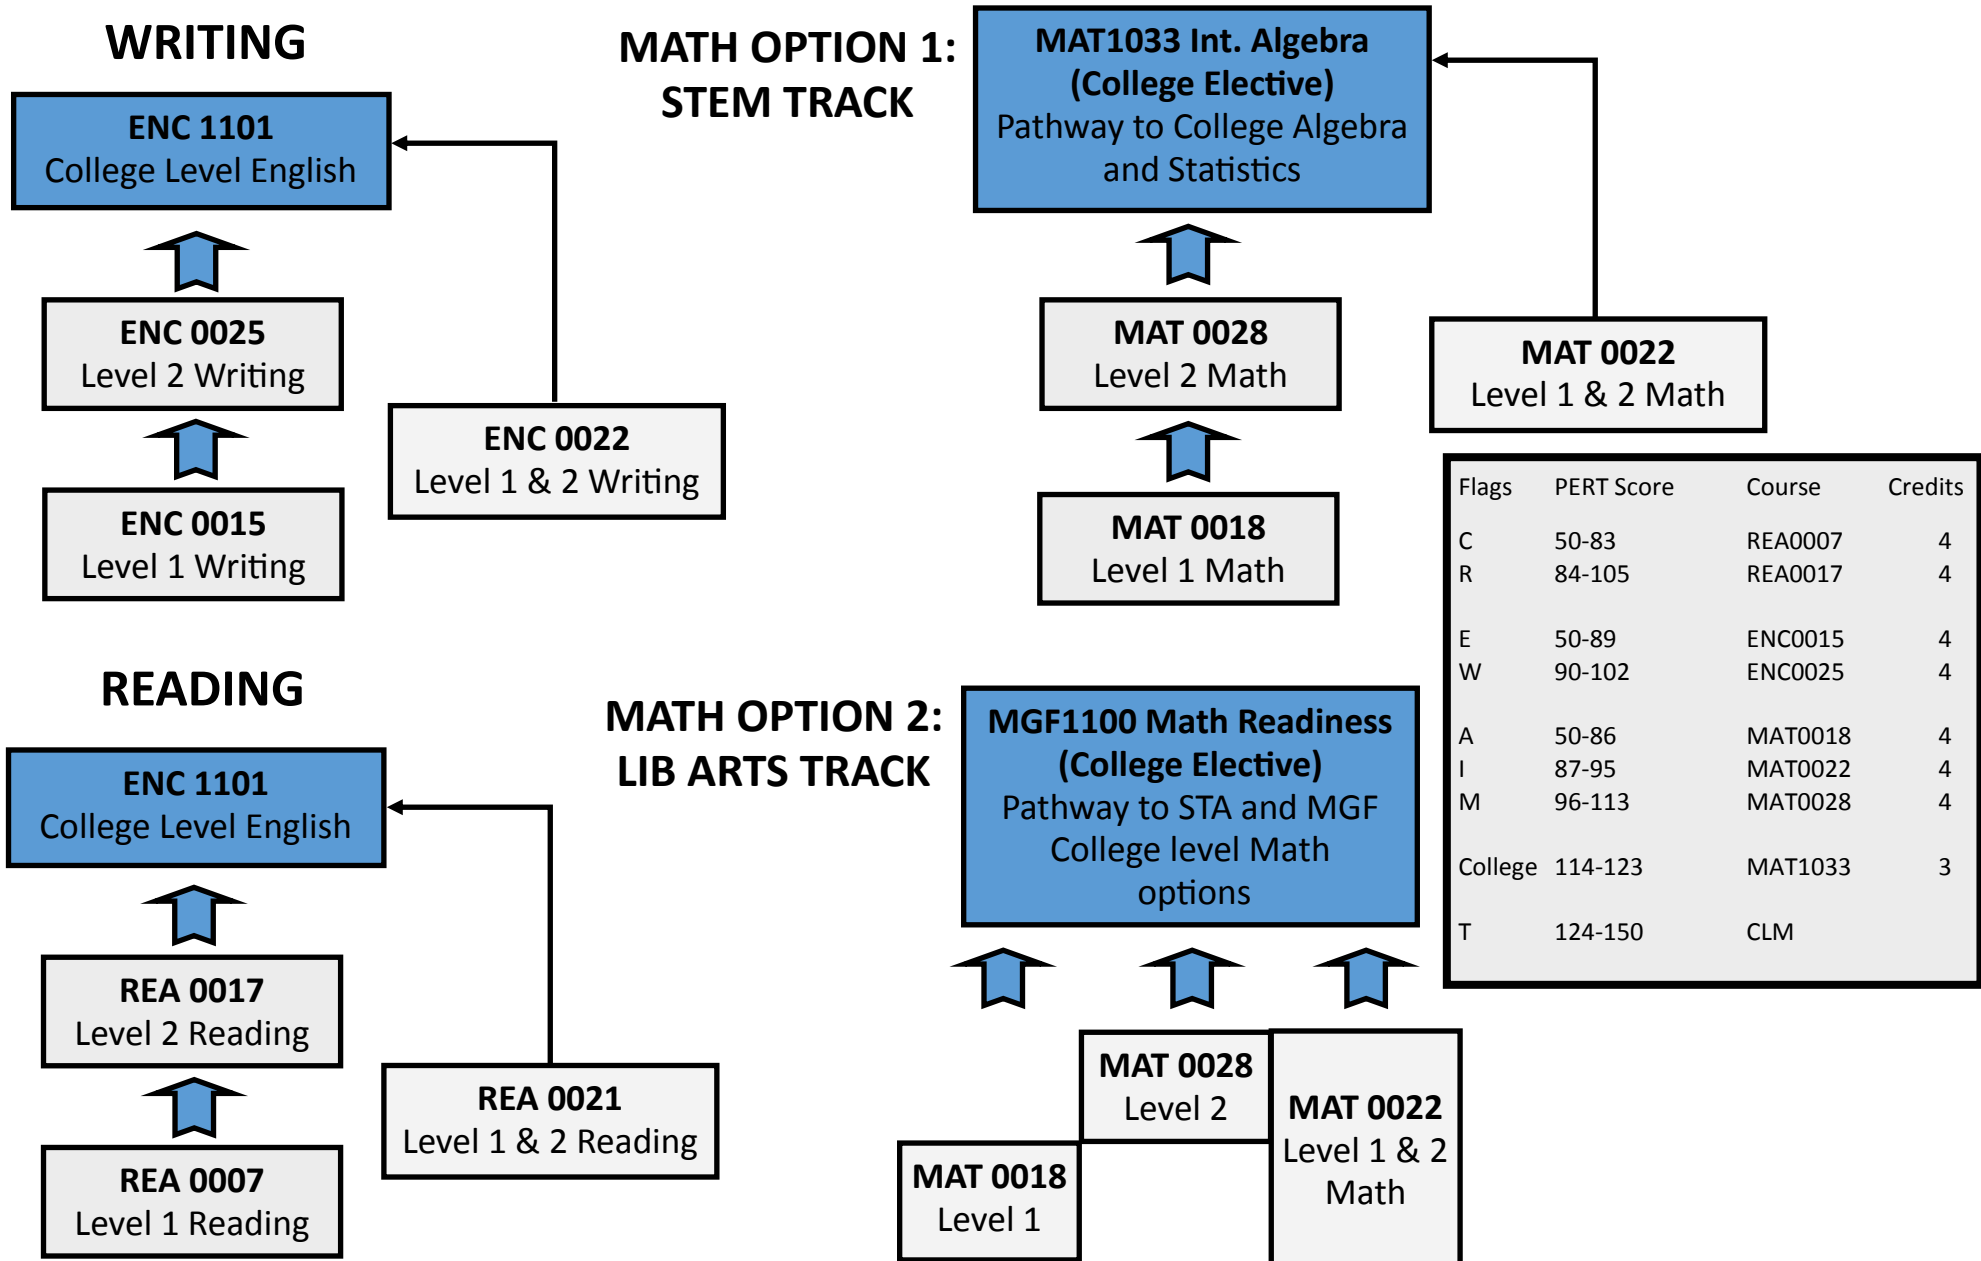 WRITING
ENC 1101
College Level English
ENC 0025
Level 2 Writing
ENC 0015
Level 1 Writing
ENC 0022
Level 1 & 2 Writing
READING
ENC 1101
College Level English
REA 0017
Level 2 Reading
REA 0007
Level 1 Reading
REA 0021
Level 1 & 2 Reading
MATH OPTION 1:
STEM TRACK
MAT1033 Int. Algebra
(College Elective)
Pathway to College Algebra
and Statistics
MAT 0028
Level 2 Math
MAT 0018
Level 1 Math
MAT 0022
Level 1 & 2 Math
MATH OPTION 2:
LIB ARTS TRACK
MGF1100 Math Readiness
(College Elective)
Pathway to STA and MGF
College level Math
options
MAT 0018
Level 1
MAT 0028
Level 2
MAT 0022
Level 1 & 2
Math
Flags PERT Score Course Credits
C 50-83 REA0007 4
R 84-105 REA0017 4
E 50-89 ENC0015 4
W 90-102 ENC0025 4
A 50-86 MAT0018 4
I 87-95 MAT0022 4
M 96-113 MAT0028 4
College 114-123 MAT1033 3
T 124-150 CLM